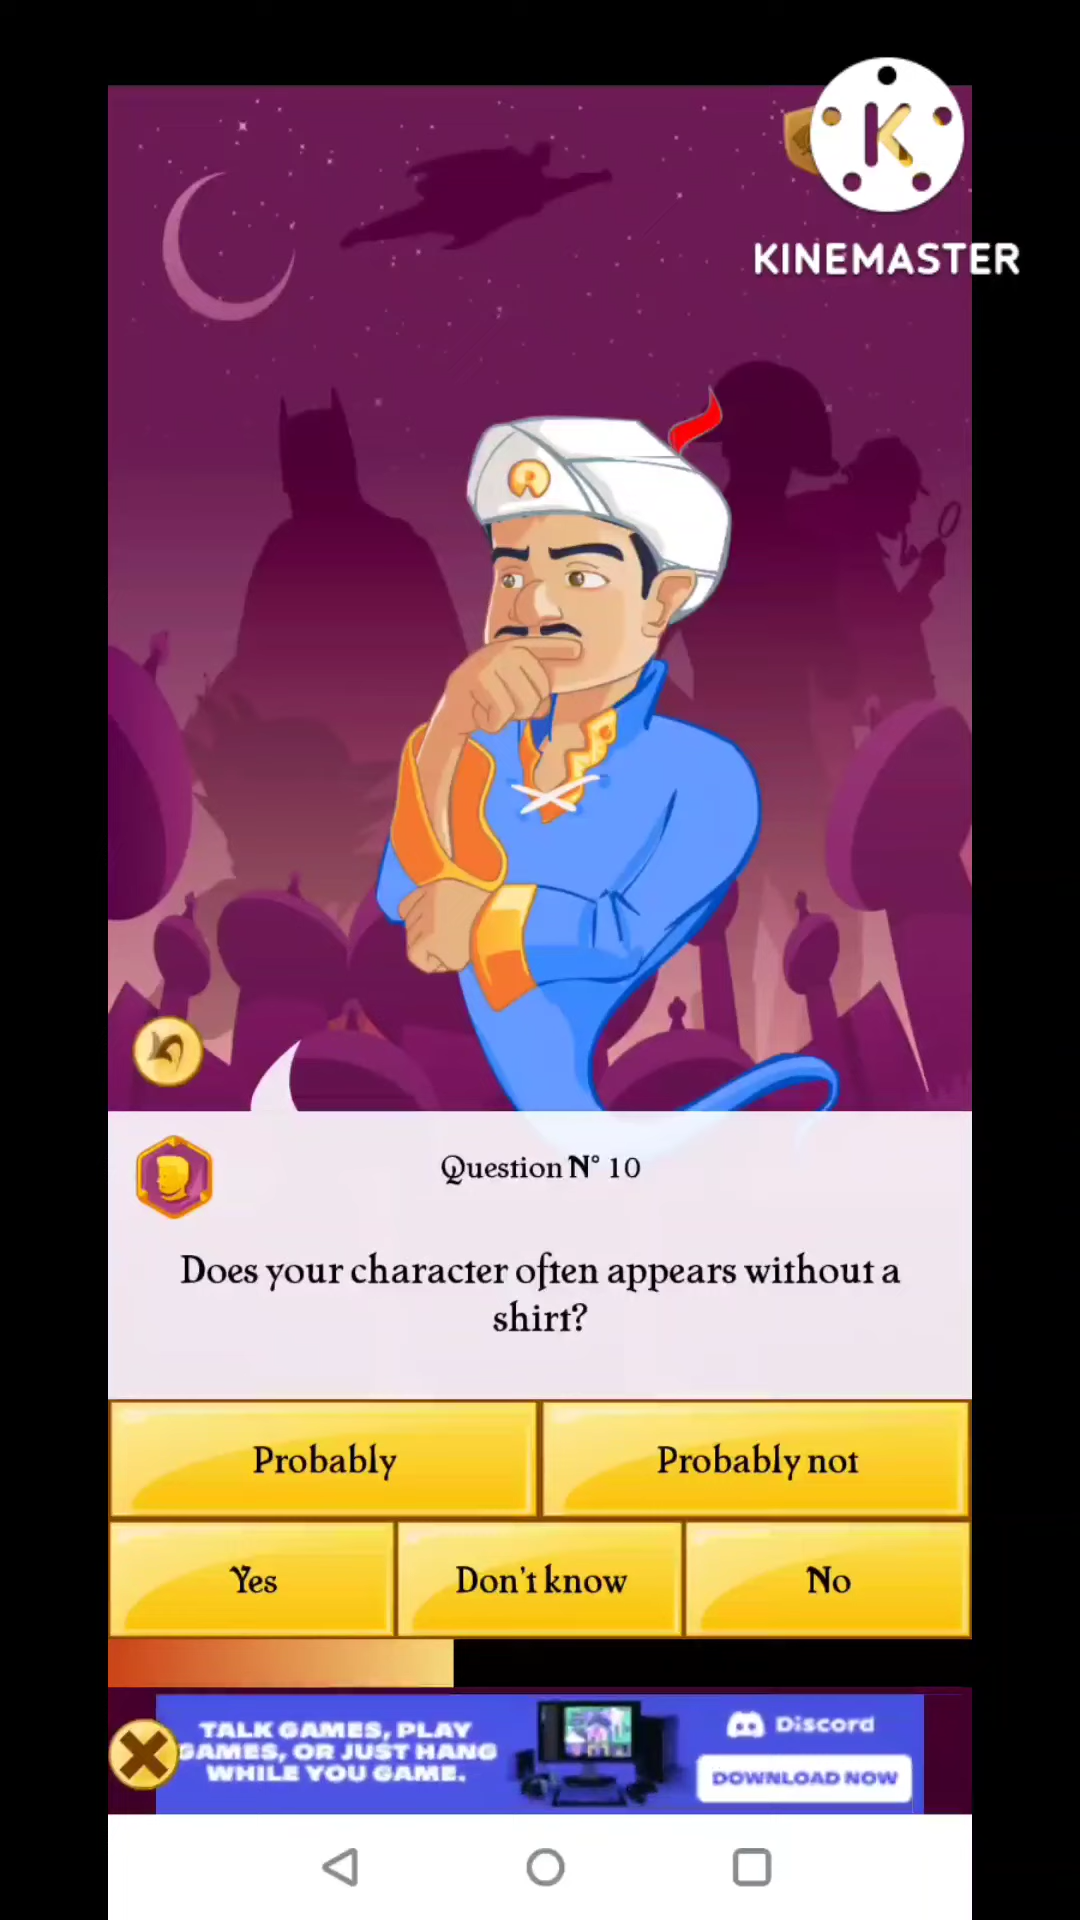 K
KINEMASTER
Question N° 10
Does your character often appears without a
shirt?
Probably
Probably not
Yes
Don't know
No
TALK GAMES, PLAY
GAMES, OR JUST HANG
WHILE YOU GAME.
Discord
DOWNLOAD NOW